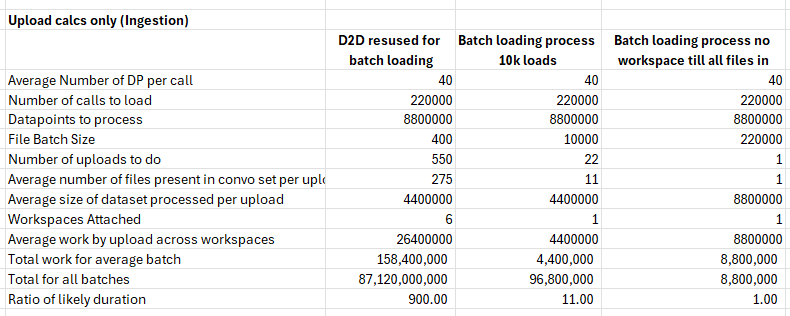 Upload calcs only (Ingestion)
D2D resused for batch loading Batch loading process 10k loads Batch loading process no workspace till all files in
Average Number of DP per call 40 40 40
Number of calls to load 220000 220000 220000
Datapoints to process 8800000 8800000 8800000
File Batch Size 400 10000 220000
Number of uploads to do 550 22 1
Average number of files present in convo set per uplo 275 11 1
Average size of dataset processed per upload 4400000 4400000 8800000
Workspaces Attached 6 1 1
Average work by upload across workspaces 26400000 4400000 8800000
Total work for average batch 158,400,000 4,400,000 8,800,000
Total for all batches 87,120,000,000 96,800,000 8,800,000
Ratio of likely duration 900.00 11.00 1.00